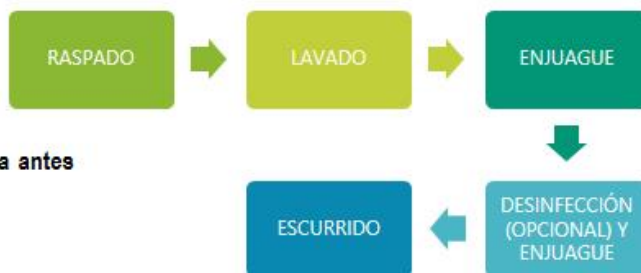 RASPADO
LAVADO
ENJUAGUE
a antes
DESINFECCIÓN
(OPCIONAL) Y
ENJUAGUE
ESCURRIDO